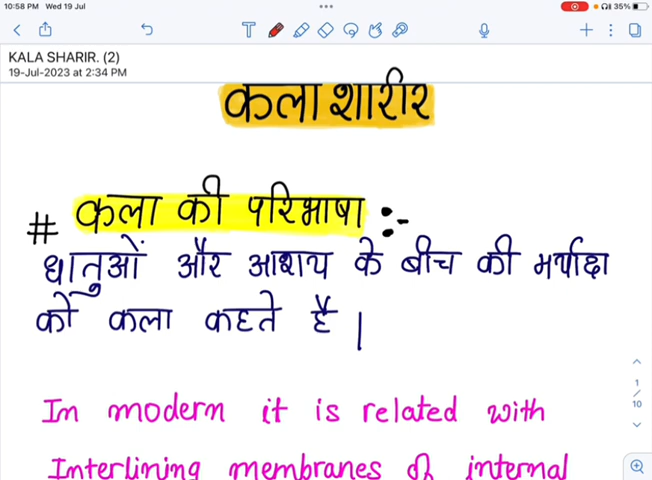 10:58 PM Wed 19 Jul
35%
KALA SHARIR. (2)
19-Jul-2023 at 2:34 PM
कला शारीर
# कला की परिभाषा :-
धातुओं और आशय के बीच की मर्यादा
को कला कहते है |
In modern it is related with
Interlining membranes of internal
1
/
10